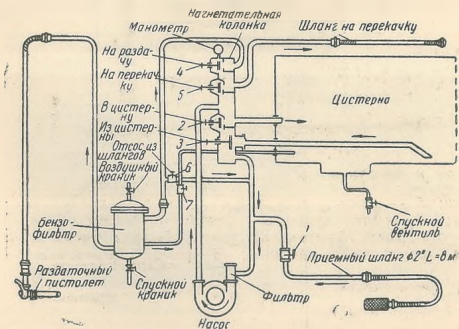 Нагнетательная
колонка
Манометр
Шланг на перекачку
На разда-
чу
4
На перекач-
ку
5
В цистер-
ну
2
Из цистер-
ны
3
Цистерна
Отсос из
шлангов
6
Воздушный
краник
7
Бензо-
фильтр
Спускной
вентиль
1
Приемный шланг ф2" L=8м
Раздаточный
пистолет
Спускной
краник
Фильтр
Насос